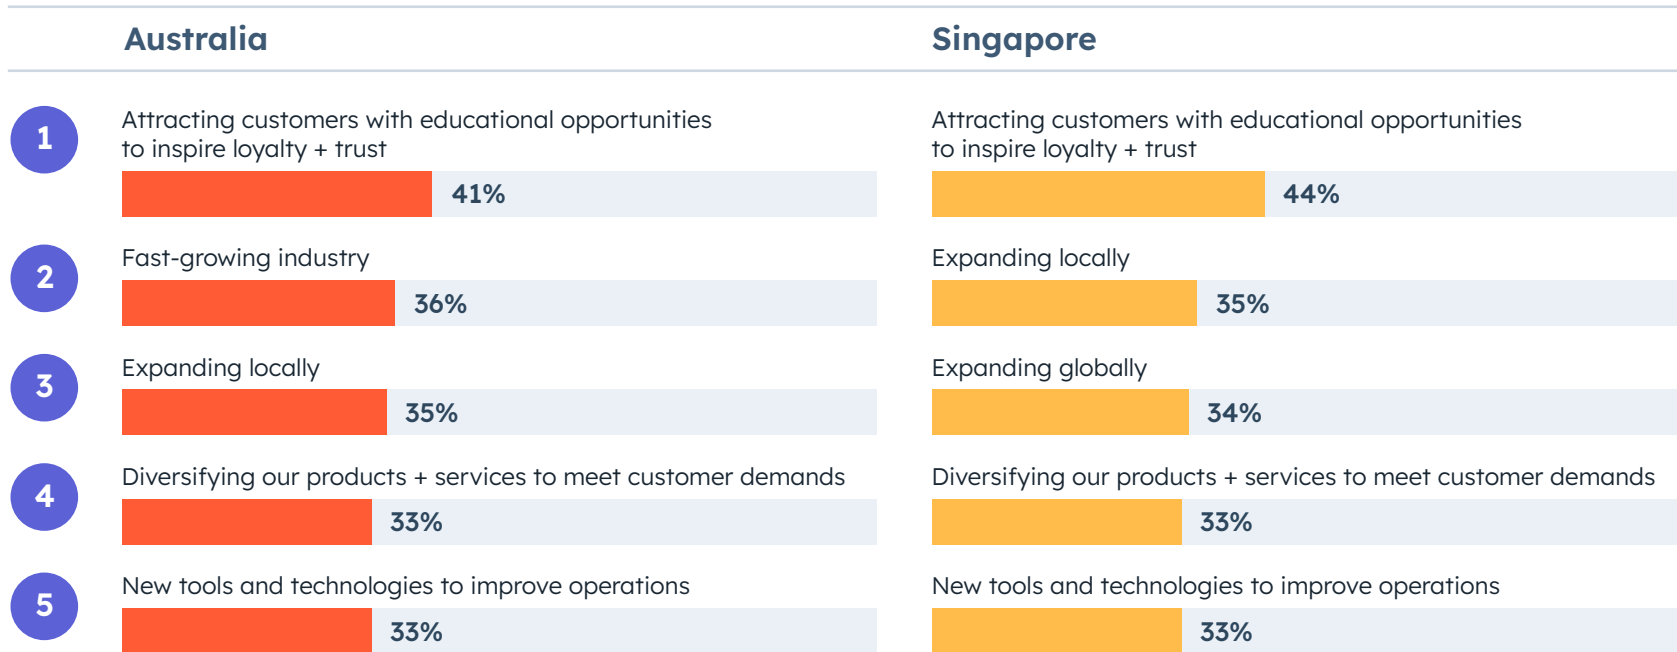 Australia
Singapore
1
Attracting customers with educational opportunities
to inspire loyalty + trust
41%
Attracting customers with educational opportunities
to inspire loyalty + trust
44%
2
Fast-growing industry
36%
Expanding locally
35%
3
Expanding locally
35%
Expanding globally
34%
4
Diversifying our products + services to meet customer demands
33%
Diversifying our products + services to meet customer demands
33%
5
New tools and technologies to improve operations
33%
New tools and technologies to improve operations
33%